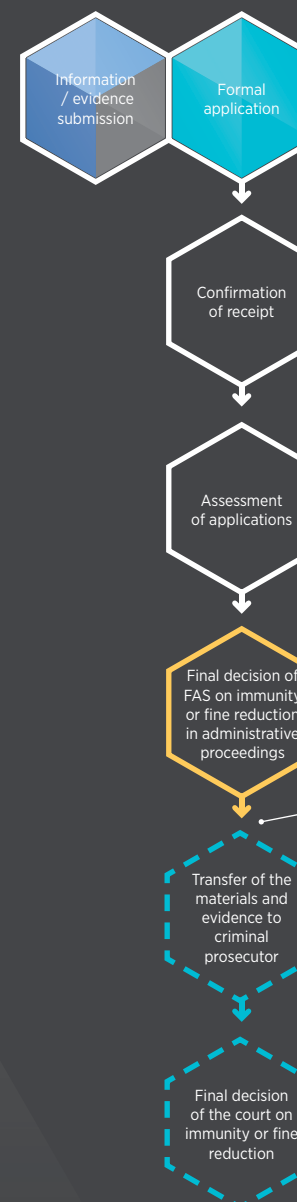 Information
/ evidence
submission
Formal
application
Confirmation
of receipt
Assessment
of applications
Final decision of
FAS on immunity
or fine reduction
in administrative
proceedings
Transfer of the
materials and
evidence to
criminal
prosecutor
Final decision
of the court on
immunity or fine
reduction